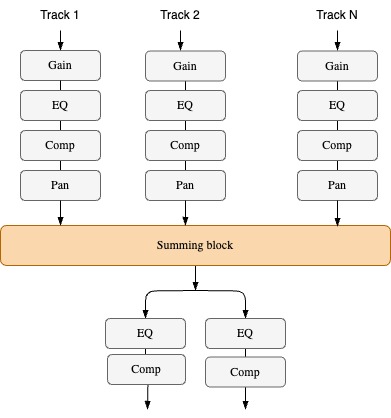 Track 1 Track 2 Track N
Gain Gain Gain
EQ EQ EQ
Comp Comp Comp
Pan Pan Pan
Summing block
EQ EQ
Comp Comp